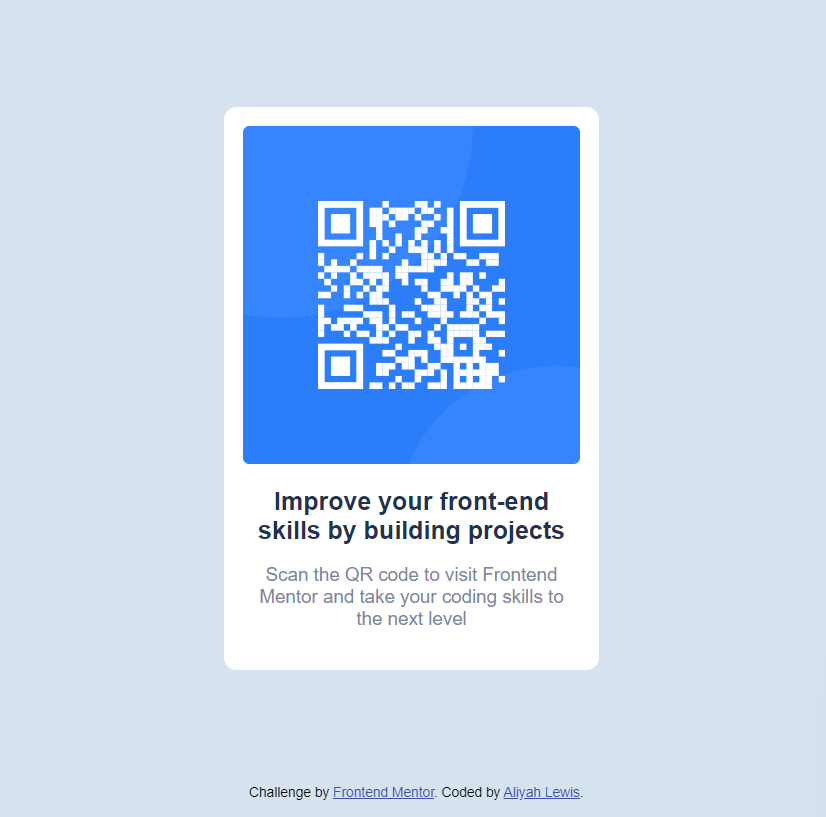 Improve your front-end
skills by building projects
Scan the QR code to visit Frontend
Mentor and take your coding skills to
the next level
Challenge by Frontend Mentor. Coded by Aliyah Lewis.